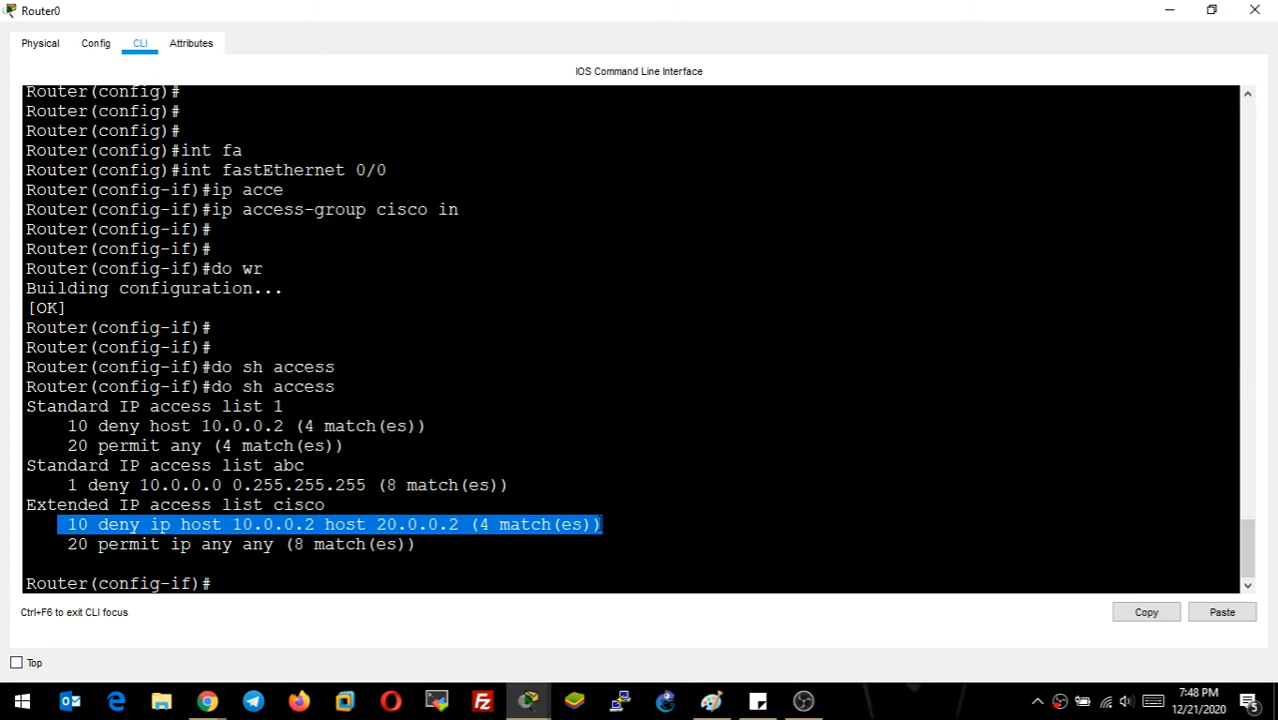 Router0
Physical Config CLI Attributes
IOS Command Line Interface
Router(config)#
Router(config)#
Router(config)#
Router(config)#int fa
Router(config)#int fastEthernet 0/0
Router(config-if)#ip acce
Router(config-if)#ip access-group cisco in
Router(config-if)#
Router(config-if)#
Router(config-if)#do wr
Building configuration...
[OK]
Router(config-if)#
Router(config-if)#
Router(config-if)#do sh access
Router(config-if)#do sh access
Standard IP access list 1
10 deny host 10.0.0.2 (4 match(es))
20 permit any (4 match(es))
Standard IP access list abc
1 deny 10.0.0.0 0.255.255.255 (8 match(es))
Extended IP access list cisco
10 deny ip host 10.0.0.2 host 20.0.0.2 (4 match(es))
20 permit ip any any (8 match(es))
Router(config-if)#
Ctrl+F6 to exit CLI focus
Copy Paste
Top
7:48 PM
12/21/2020
5